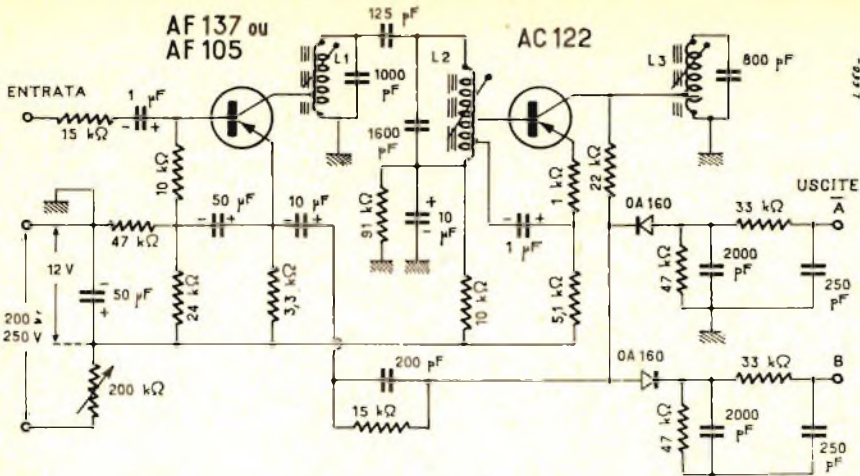 AF 137 ou
AF 105
AC 122
ENTRATA
1
µF
- +
15 kΩ
10 kΩ
125
pF
L1
1000
pF
L2
1600
pF
L3
800 pF
50 µF
- +
10 µF
- +
91 kΩ
+
10
-
µF
- +
1 µF
1 kΩ
22 kΩ
OA 160
33 kΩ
USCITE
A
47 kΩ
2000
pF
250
pF
47 kΩ
12 V
50 µF
-
+
24 kΩ
3,3 kΩ
10 kΩ
5,1 kΩ
250 V
200 kΩ
200 pF
15 kΩ
OA 160
33 kΩ
B
47 kΩ
2000
pF
250
pF